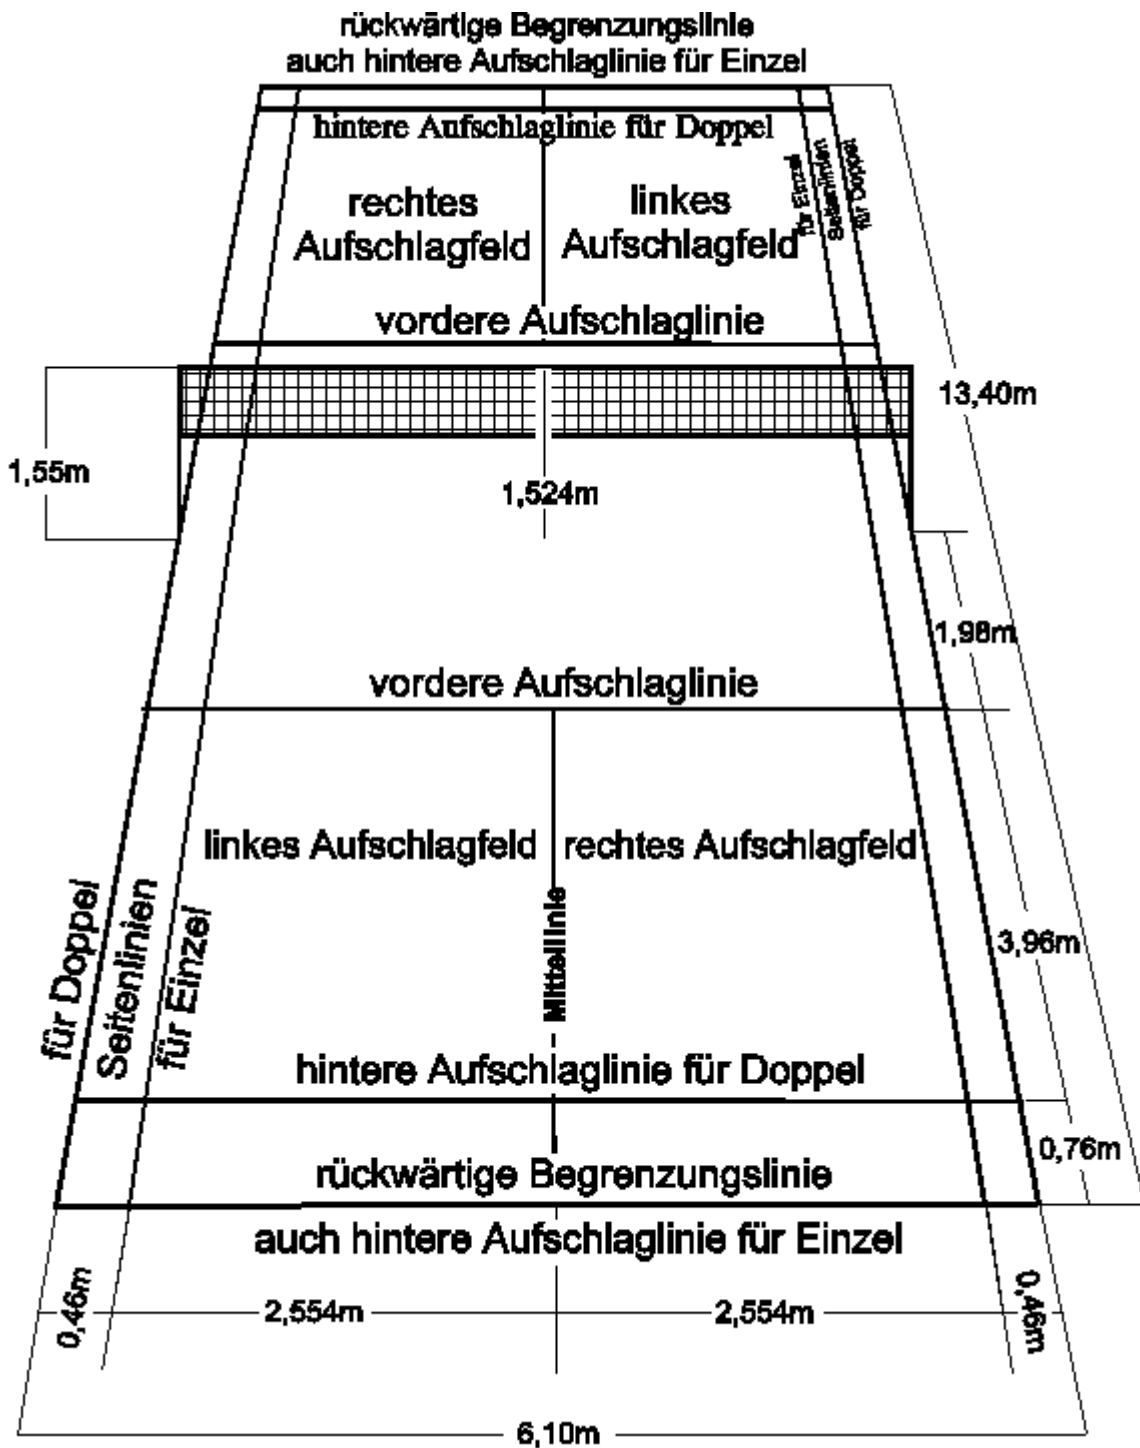 rückwärtige Begrenzungslinie
auch hintere Aufschlaglinie für Einzel
hintere Aufschlaglinie für Doppel
für Einzel
Seitenlinien
für Doppel
rechtes
Aufschlagfeld
linkes
Aufschlagfeld
vordere Aufschlaglinie
13,40m
1,55m
1,524m
1,98m
vordere Aufschlaglinie
linkes Aufschlagfeld
rechtes Aufschlagfeld
für Doppel
Seitenlinien
für Einzel
Mittellinie
3,96m
hintere Aufschlaglinie für Doppel
0,76m
rückwärtige Begrenzungslinie
auch hintere Aufschlaglinie für Einzel
0,46m
2,554m
2,554m
0,46m
6,10m